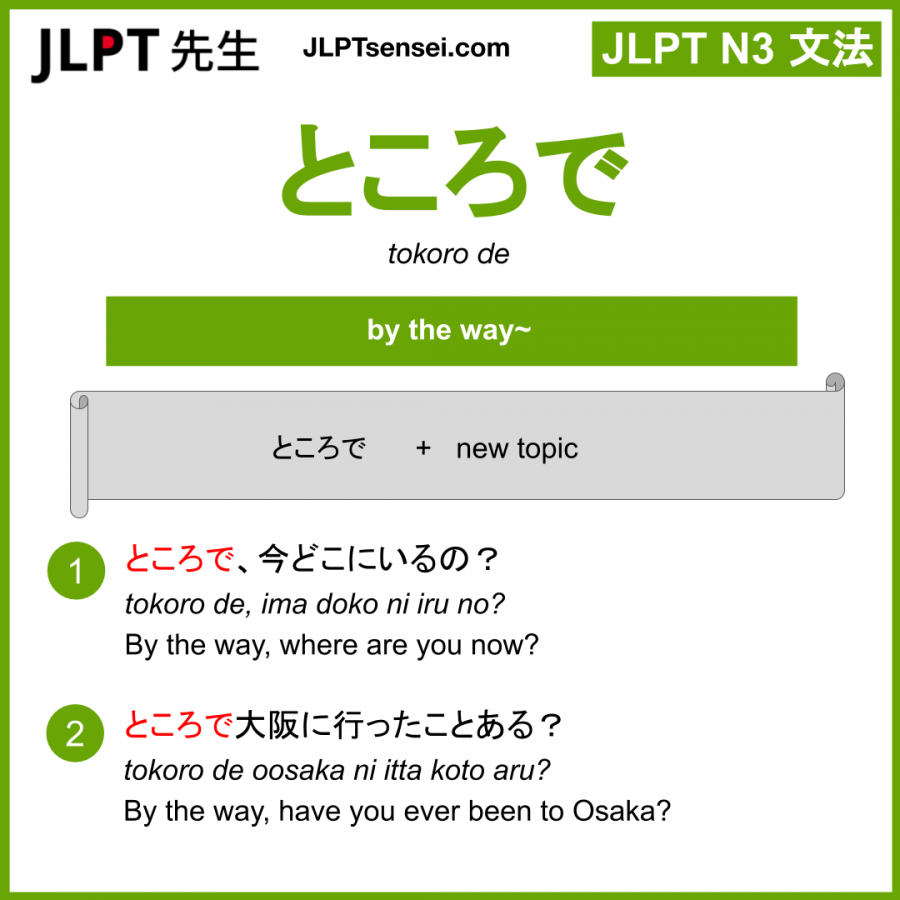 JLPT 先生
JLPTsensei.com
JLPT N3 文法
ところで
tokoro de
by the way~
ところで + new topic
1 ところで、今どこにいるの？
tokoro de, ima doko ni iru no?
By the way, where are you now?
2 ところで大阪に行ったことある？
tokoro de oosaka ni itta koto aru?
By the way, have you ever been to Osaka?